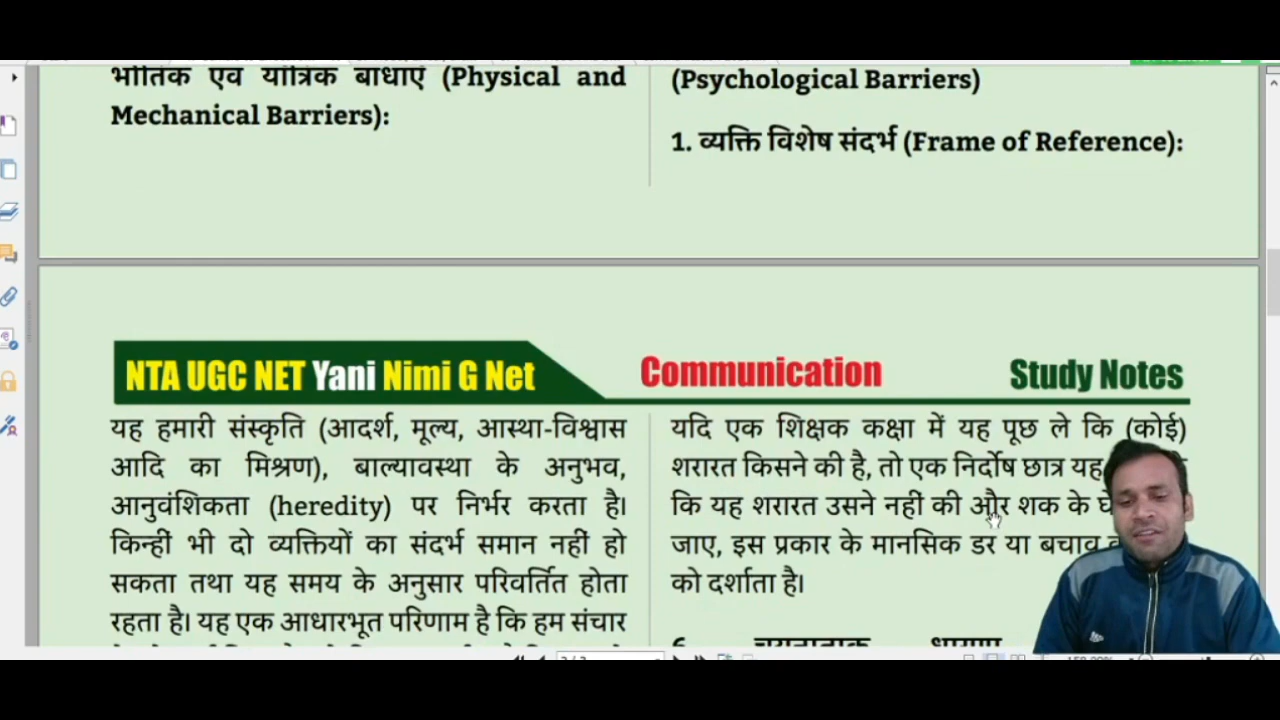 भौतिक एवं यांत्रिक बाधाएं (Physical and
Mechanical Barriers):
(Psychological Barriers)
1. व्यक्ति विशेष संदर्भ (Frame of Reference):
NTA UGC NET Yani Nimi G Net
Communication
Study Notes
यह हमारी संस्कृति (आदर्श, मूल्य, आस्था-विश्वास
आदि का मिश्रण), बाल्यावस्था के अनुभव,
आनुवंशिकता (heredity) पर निर्भर करता है।
किन्हीं भी दो व्यक्तियों का संदर्भ समान नहीं हो
सकता तथा यह समय के अनुसार परिवर्तित होता
रहता है। यह एक आधारभूत परिणाम है कि हम संचार
यदि एक शिक्षक कक्षा में यह पूछ ले कि (कोई)
शरारत किसने की है, तो एक निर्दोष छात्र यह
कि यह शरारत उसने नहीं की और शक के
जाए, इस प्रकार के मानसिक डर या बचाव
को दर्शाता है।